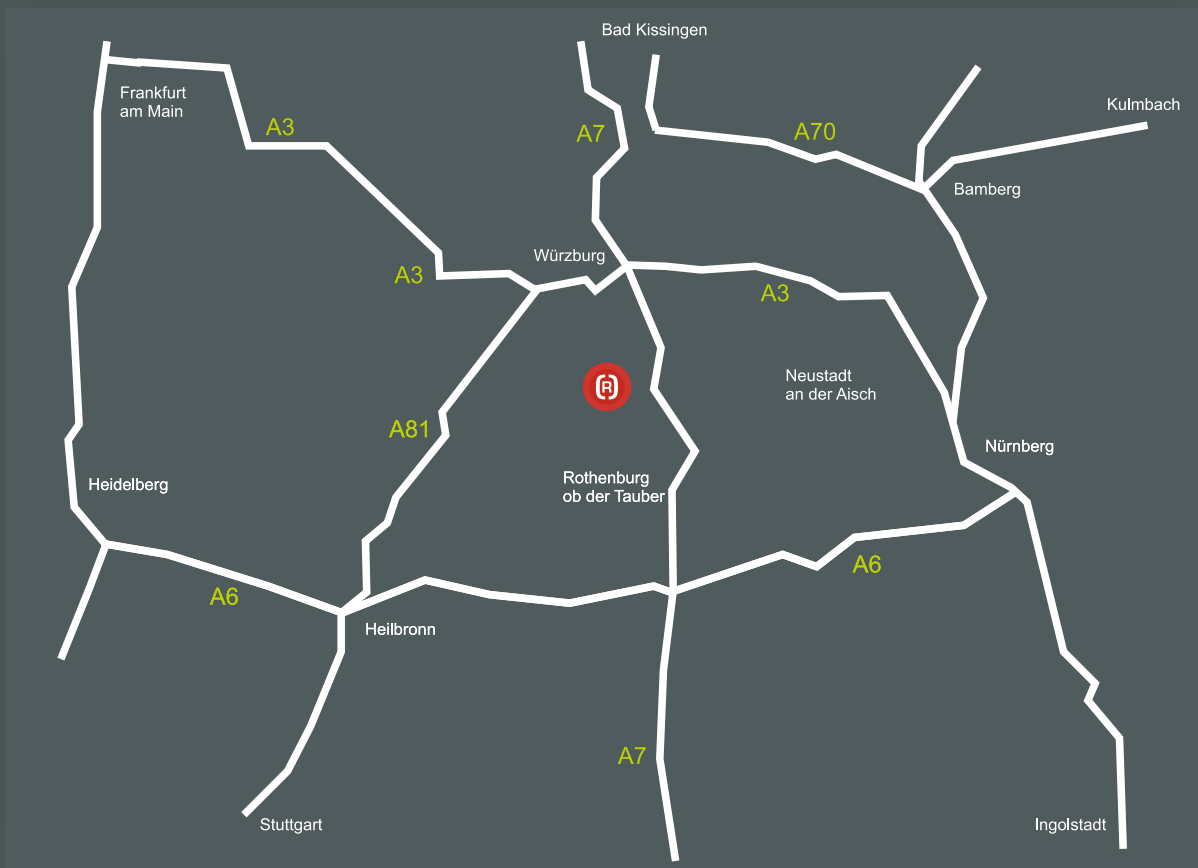 Bad Kissingen
Frankfurt
am Main
Kulmbach
A3
A7
A70
Bamberg
Würzburg
A3
A3
R
Neustadt
an der Aisch
A81
Nürnberg
Heidelberg
Rothenburg
ob der Tauber
A6
A6
Heilbronn
A7
Stuttgart
Ingolstadt